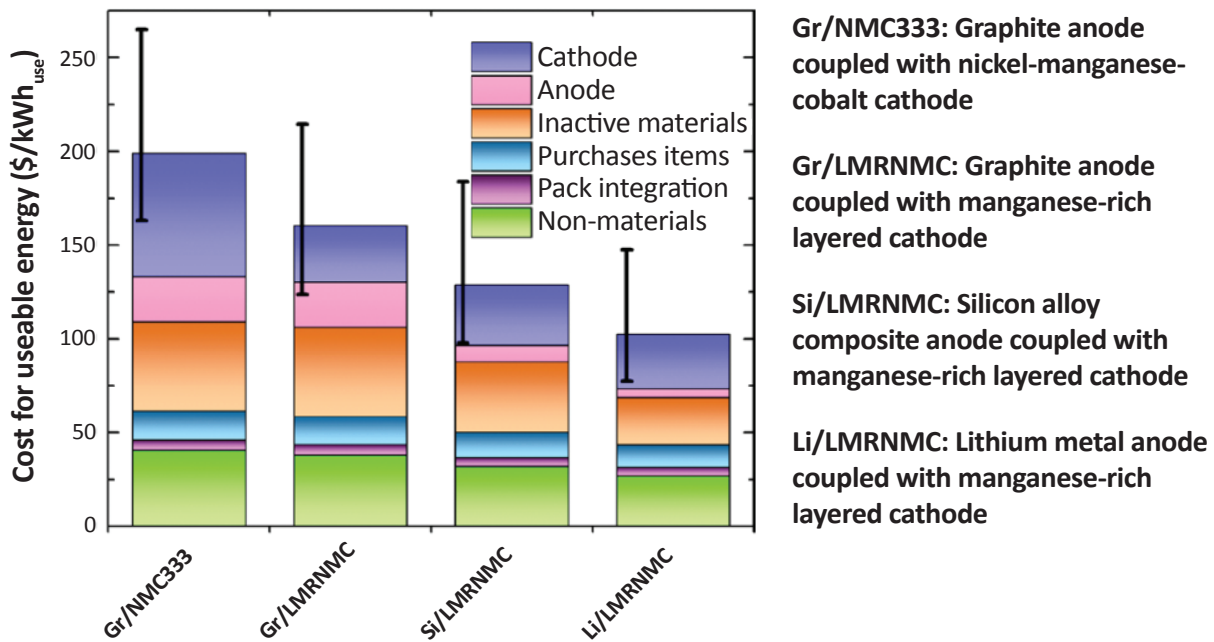 Cost for useable energy ($/kWh_use)
250
200
150
100
50
0
Cathode
Anode
Inactive materials
Purchases items
Pack integration
Non-materials
Gr/NMC333
Gr/LMRNMC
Si/LMRNMC
Li/LMRNMC
Gr/NMC333: Graphite anode
coupled with nickel-manganese-
cobalt cathode
Gr/LMRNMC: Graphite anode
coupled with manganese-rich
layered cathode
Si/LMRNMC: Silicon alloy
composite anode coupled with
manganese-rich layered cathode
Li/LMRNMC: Lithium metal anode
coupled with manganese-rich
layered cathode